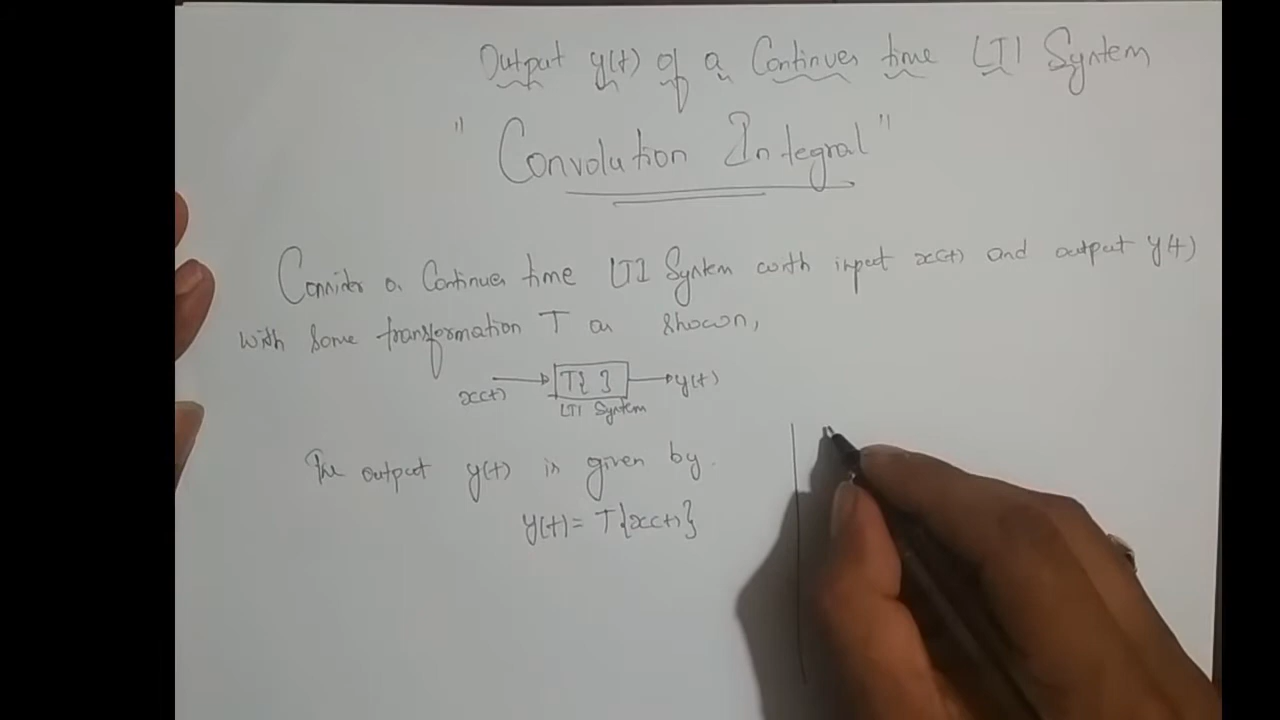 Output y(t) of a Continues time LTI System
"Convolution Integral"
Consider a Continues time LTI System with input x(t) and output y(t)
with some transformation T as shown,
x(t) T{ } y(t)
LTI System
The output y(t) is given by.
y(t) = T{x(t)}